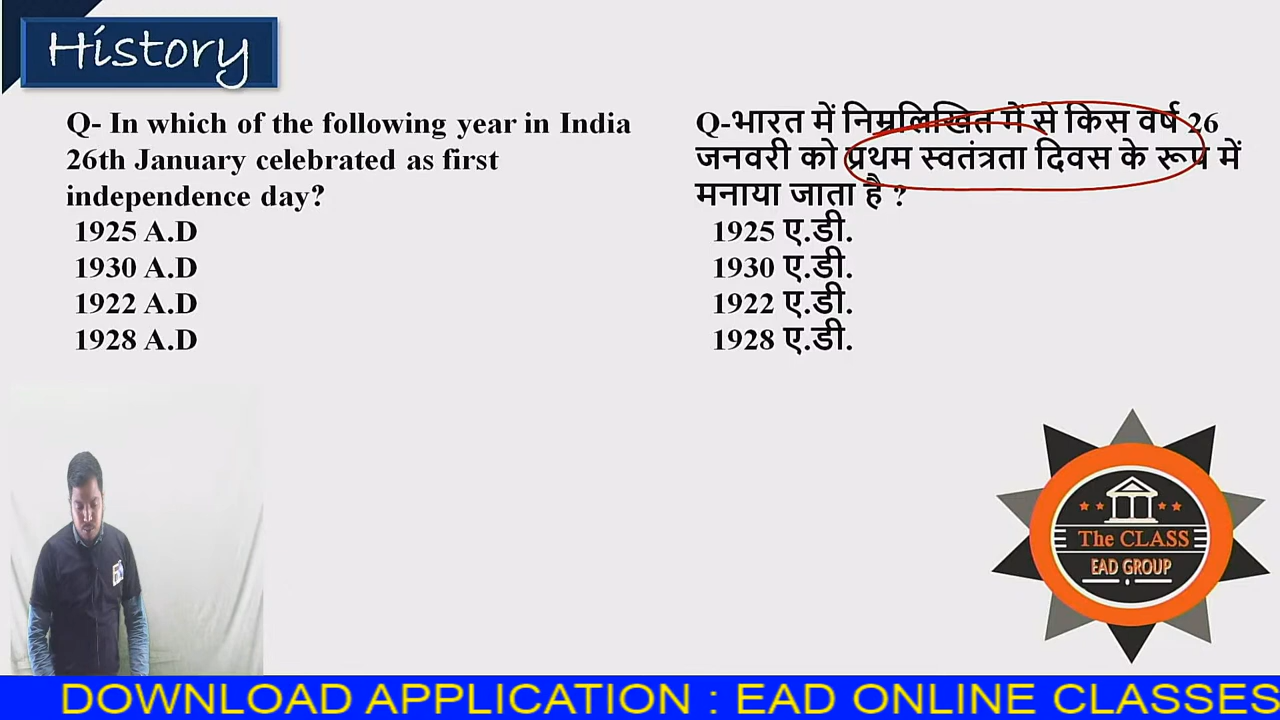 History
Q- In which of the following year in India
26th January celebrated as first
independence day?
1925 A.D
1930 A.D
1922 A.D
1928 A.D
Q-भारत में निम्नलिखित में से किस वर्ष 26
जनवरी को प्रथम स्वतंत्रता दिवस के रूप में
मनाया जाता है ?
1925 ए.डी.
1930 ए.डी.
1922 ए.डी.
1928 ए.डी.
The CLASS
EAD GROUP
DOWNLOAD APPLICATION : EAD ONLINE CLASSES